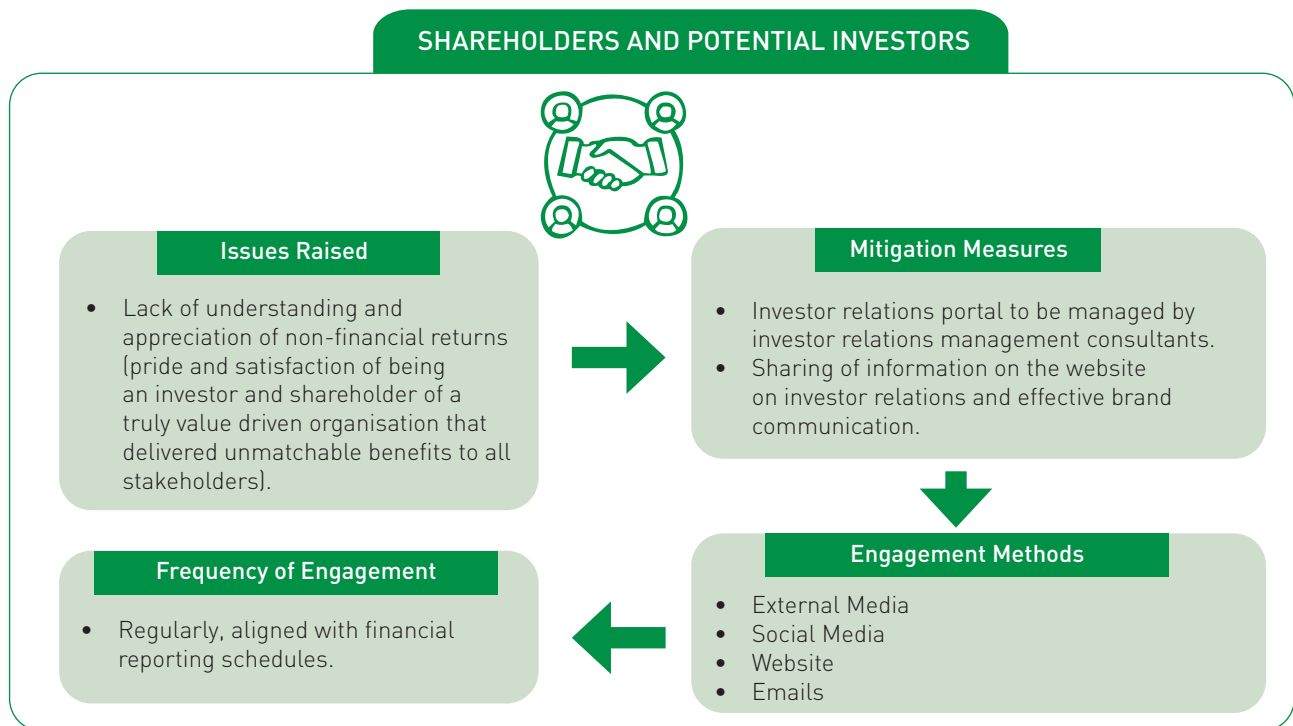 SHAREHOLDERS AND POTENTIAL INVESTORS
Issues Raised
• Lack of understanding and
appreciation of non-financial returns
(pride and satisfaction of being
an investor and shareholder of a
truly value driven organisation that
delivered unmatchable benefits to all
stakeholders).
Mitigation Measures
• Investor relations portal to be managed by
investor relations management consultants.
• Sharing of information on the website
on investor relations and effective brand
communication.
Engagement Methods
• External Media
• Social Media
• Website
• Emails
Frequency of Engagement
• Regularly, aligned with financial
reporting schedules.